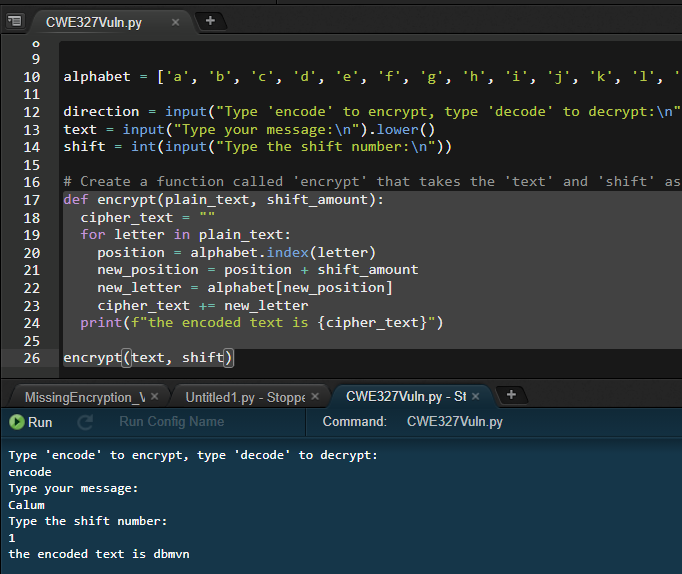 CWE327Vuln.py
8
9
10 alphabet = ['a', 'b', 'c', 'd', 'e', 'f', 'g', 'h', 'i', 'j', 'k', 'l', '
11
12 direction = input("Type 'encode' to encrypt, type 'decode' to decrypt:\n"
13 text = input("Type your message:\n").lower()
14 shift = int(input("Type the shift number:\n"))
15
16 # Create a function called 'encrypt' that takes the 'text' and 'shift' as
17 def encrypt(plain_text, shift_amount):
18 cipher_text = ""
19 for letter in plain_text:
20 position = alphabet.index(letter)
21 new_position = position + shift_amount
22 new_letter = alphabet[new_position]
23 cipher_text += new_letter
24 print(f"the encoded text is {cipher_text}")
25
26 encrypt(text, shift)
MissingEncryption_V Untitled1.py - Stoppe CWE327Vuln.py - St
Run Run Config Name Command: CWE327Vuln.py
Type 'encode' to encrypt, type 'decode' to decrypt:
encode
Type your message:
Calum
Type the shift number:
1
the encoded text is dbmvn